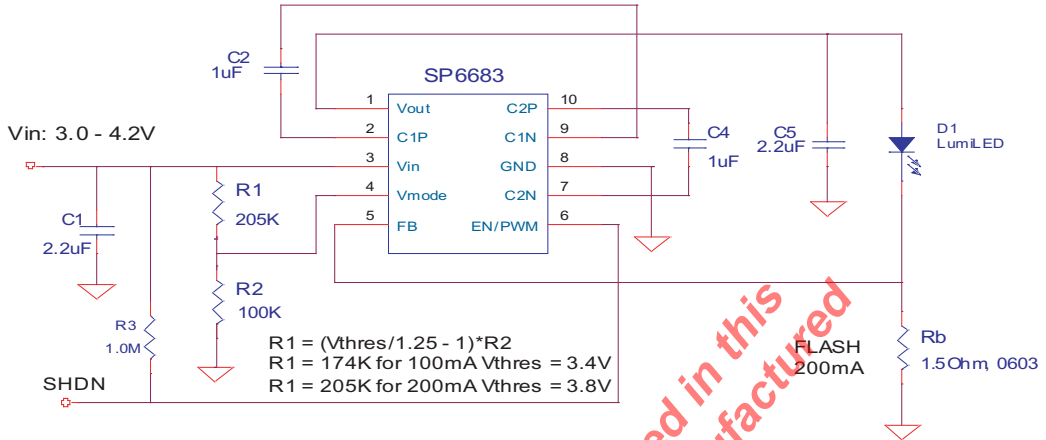 C2
1uF
SP6683
1 Vout C2P 10
2 C1P C1N 9
3 Vin GND 8
4 Vmode C2N 7
5 FB EN/PWM 6
Vin: 3.0 - 4.2V
C4
1uF
C5
2.2uF
D1
LumiLED
R1
205K
C1
2.2uF
R2
100K
R3
1.0M
R1 = (Vthres/1.25 - 1)*R2
R1 = 174K for 100mA Vthres = 3.4V
R1 = 205K for 200mA Vthres = 3.8V
SHDN
FLASH
200mA
Rb
1.5Ohm, 0603
in this